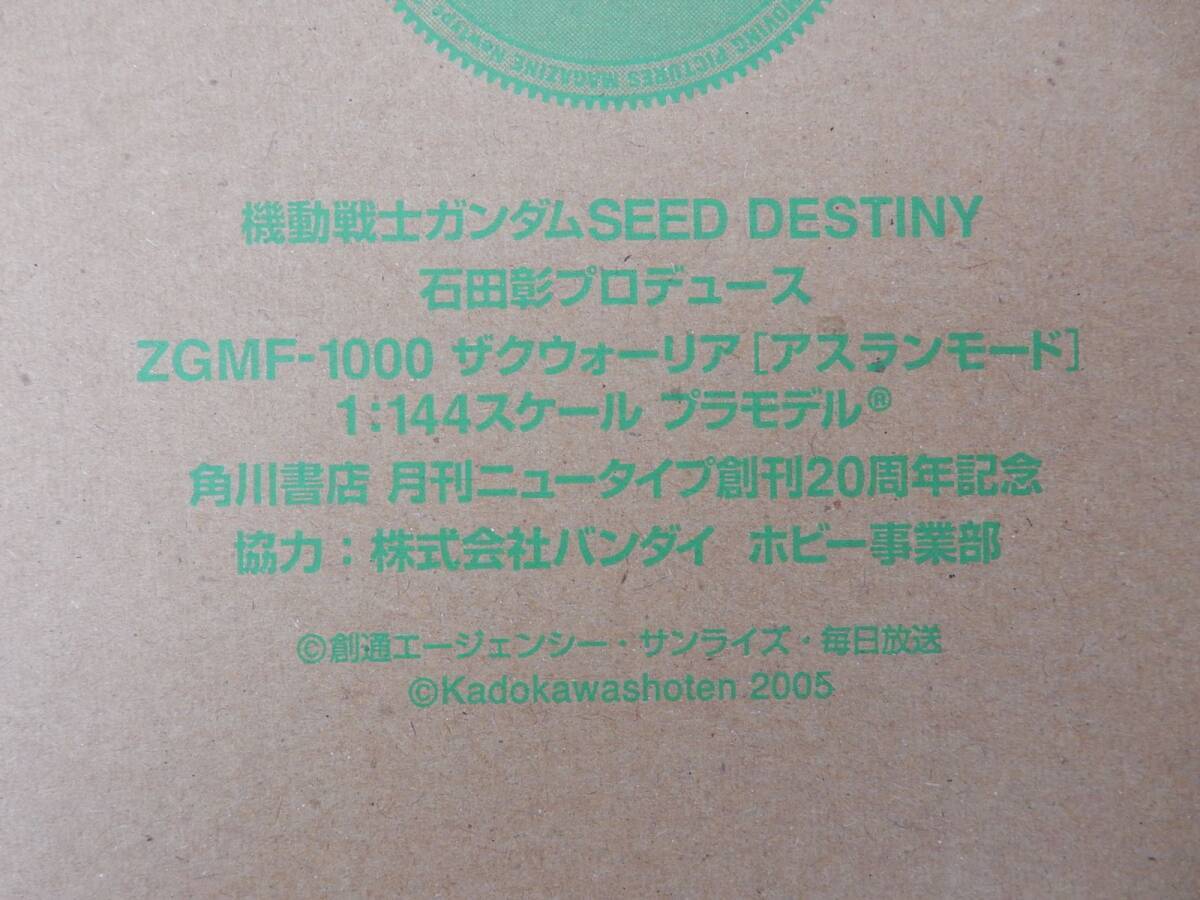 MOVING PICTURES MAGAZINE
機動戦士ガンダムSEED DESTINY
石田彰プロデュース
ZGMF-1000 ザクウォーリア[アスランモード]
1:144スケール プラモデル®
角川書店 月刊ニュータイプ創刊20周年記念
協力：株式会社バンダイ ホビー事業部
©創通エージェンシー・サンライズ・毎日放送
©Kadokawashoten 2005